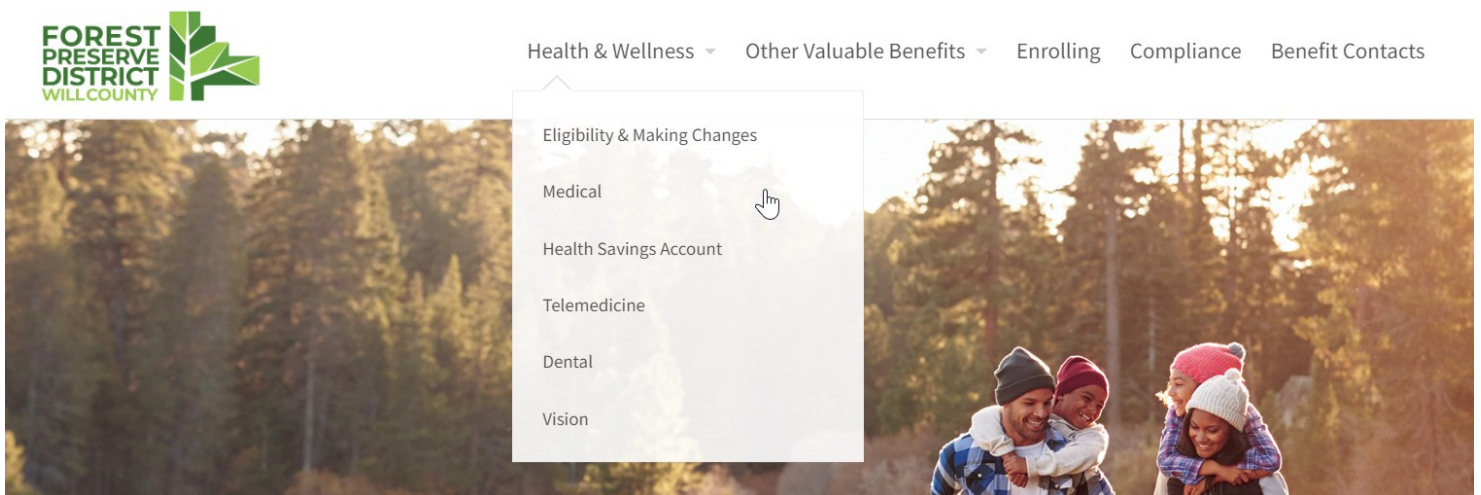 FOREST
PRESERVE
DISTRICT
WILL COUNTY
Health & Wellness Other Valuable Benefits Enrolling Compliance Benefit Contacts
Eligibility & Making Changes
Medical
Health Savings Account
Telemedicine
Dental
Vision